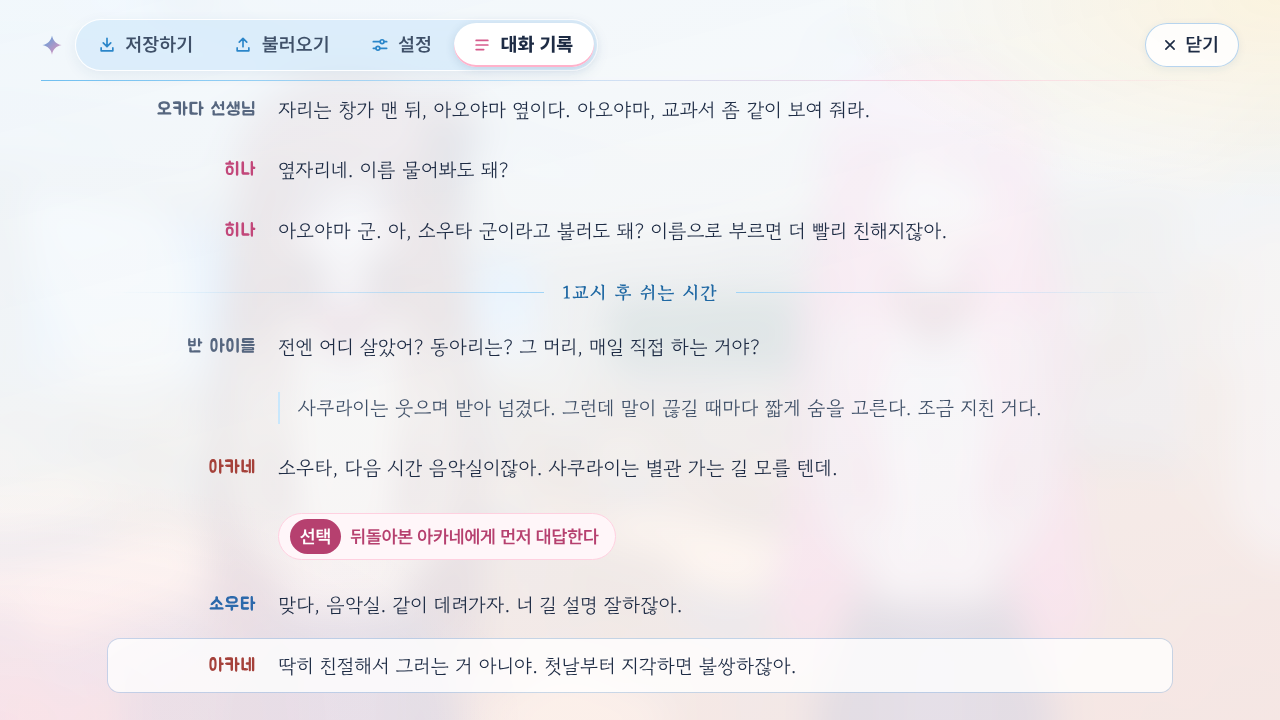 저장하기
불러오기
설정
대화 기록
닫기
오카다 선생님 자리는 창가 맨 뒤, 아오야마 옆이다. 아오야마, 교과서 좀 같이 보여 줘라.
히나 옆자리네. 이름 물어봐도 돼?
히나 아오야마 군. 아, 소우타 군이라고 불러도 돼? 이름으로 부르면 더 빨리 친해지잖아.
1교시 후 쉬는 시간
반 아이들 전엔 어디 살았어? 동아리는? 그 머리, 매일 직접 하는 거야?
사쿠라이는 웃으며 받아 넘겼다. 그런데 말이 끊길 때마다 짧게 숨을 고른다. 조금 지친 거다.
아카네 소우타, 다음 시간 음악실이잖아. 사쿠라이는 별관 가는 길 모를 텐데.
선택 뒤돌아본 아카네에게 먼저 대답한다
소우타 맞다, 음악실. 같이 데려가자. 너 길 설명 잘하잖아.
아카네 딱히 친절해서 그러는 거 아니야. 첫날부터 지각하면 불쌍하잖아.